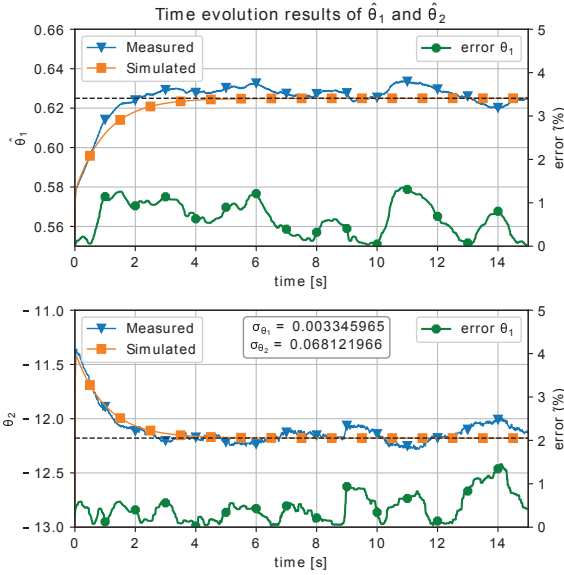 Time evolution results of θ̂₁ and θ̂₂
0.66
0.64
0.62
0.60
0.58
0.56
θ̂₁
Measured
Simulated
error θ₁
5
4
3
2
1
0
error (%)
0 2 4 6 8 10 12 14
time [s]
−11.0
−11.5
−12.0
−12.5
−13.0
θ̂₂
Measured
Simulated
σθ₁ = 0.003345965
σθ₂ = 0.068121966
error θ₁
5
4
3
2
1
0
error (%)
0 2 4 6 8 10 12 14
time [s]